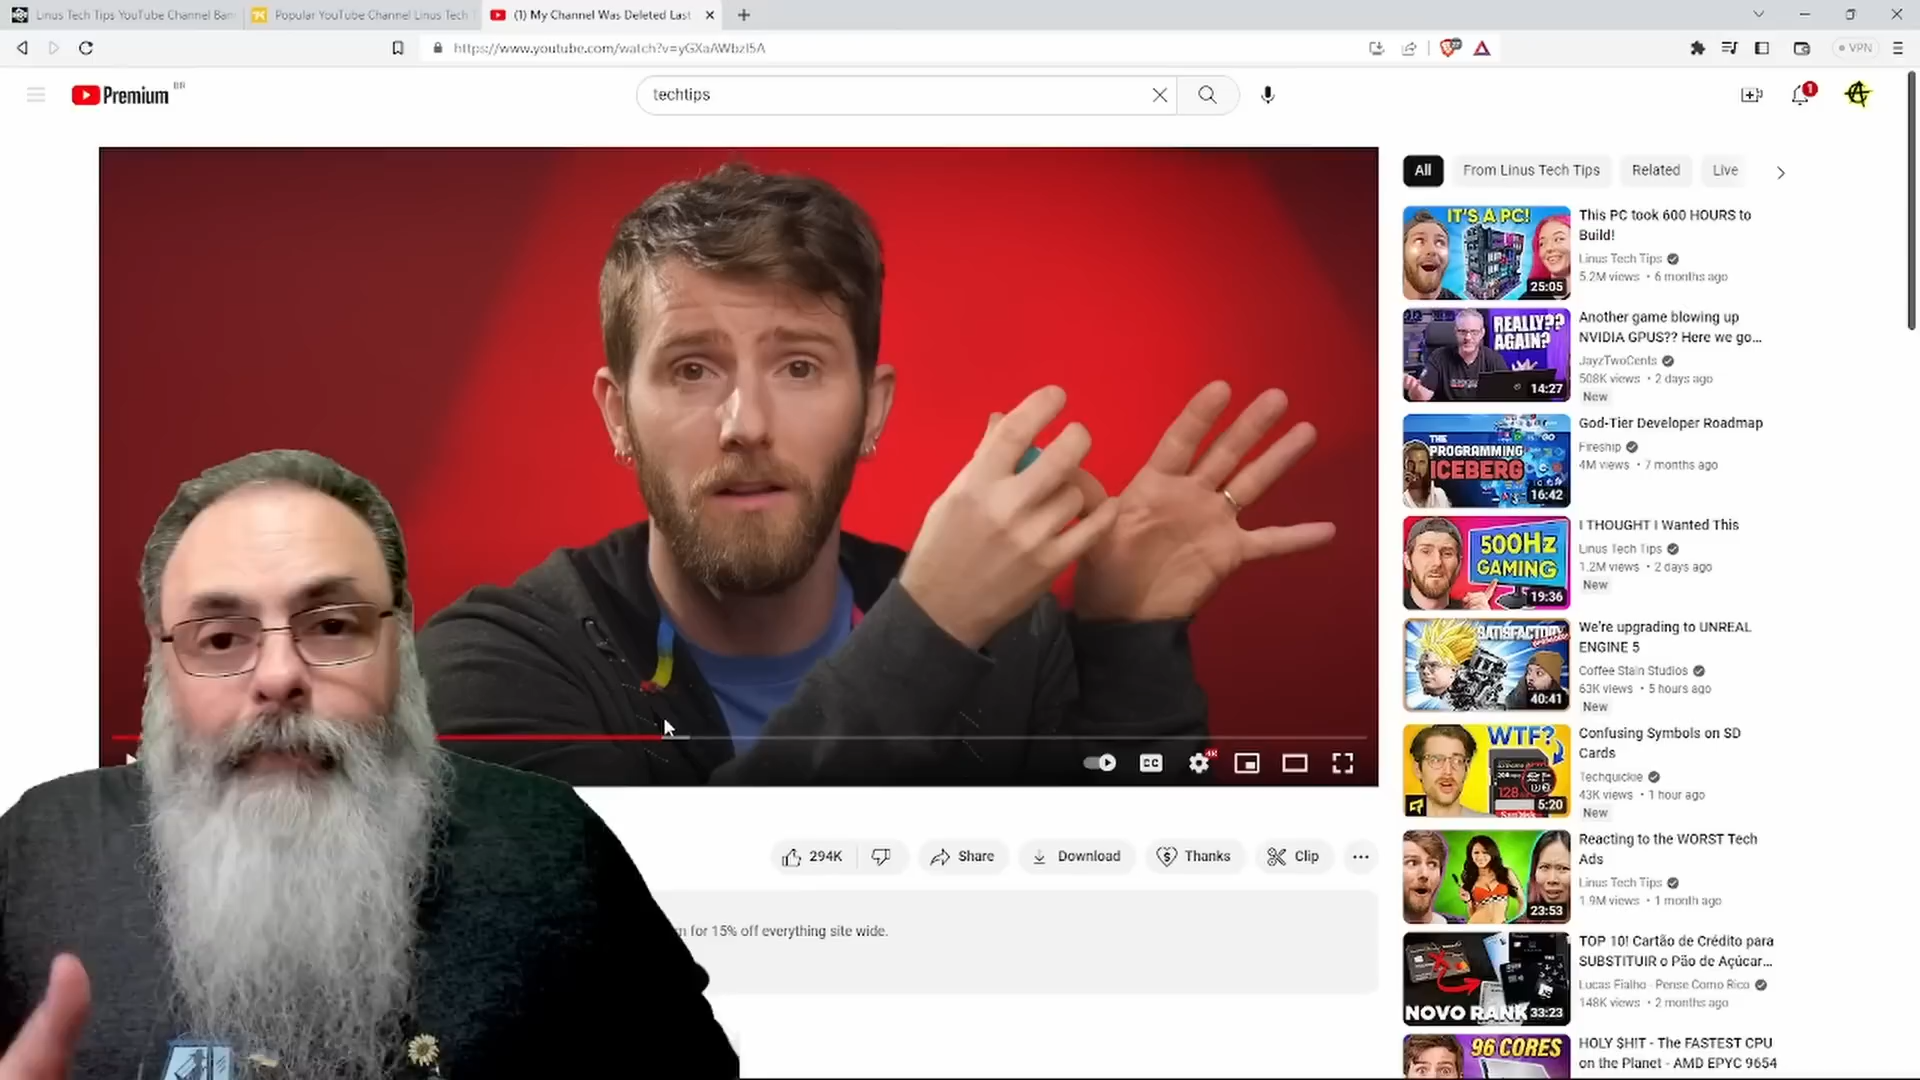 Linus Tech Tips YouTube Channel Ban
Popular YouTube Channel Linus Tech
(1) My Channel Was Deleted Last
https://www.youtube.com/watch?v=yGXaAWbzl5A
VPN
Premium BR
techtips
1
All
From Linus Tech Tips
Related
Live
IT'S A PC!
25:05
This PC took 600 HOURS to
Build!
Linus Tech Tips
5.2M views • 6 months ago
REALLY??
AGAIN?
14:27
Another game blowing up
NVIDIA GPUS?? Here we go...
JayzTwoCents
508K views • 2 days ago
New
THE
PROGRAMMING
ICEBERG
16:42
God-Tier Developer Roadmap
Fireship
4M views • 7 months ago
500Hz
GAMING
19:36
I THOUGHT I Wanted This
Linus Tech Tips
1.2M views • 2 days ago
New
SATISFACTORY
40:41
We're upgrading to UNREAL
ENGINE 5
Coffee Stain Studios
63K views • 5 hours ago
New
WTF?
128
SanDisk
5:20
Confusing Symbols on SD
Cards
Techquickie
43K views • 1 hour ago
New
23:53
Reacting to the WORST Tech
Ads
Linus Tech Tips
1.9M views • 1 month ago
NOVO RANK
33:23
TOP 10! Cartão de Crédito para
SUBSTITUIR o Pão de Açúcar...
Lucas Fialho - Pense Como Rico
148K views • 2 months ago
96 CORES
HOLY $H!T - The FASTEST CPU
on the Planet - AMD EPYC 9654
CC
4K
294K
Share
Download
Thanks
Clip
for 15% off everything site wide.